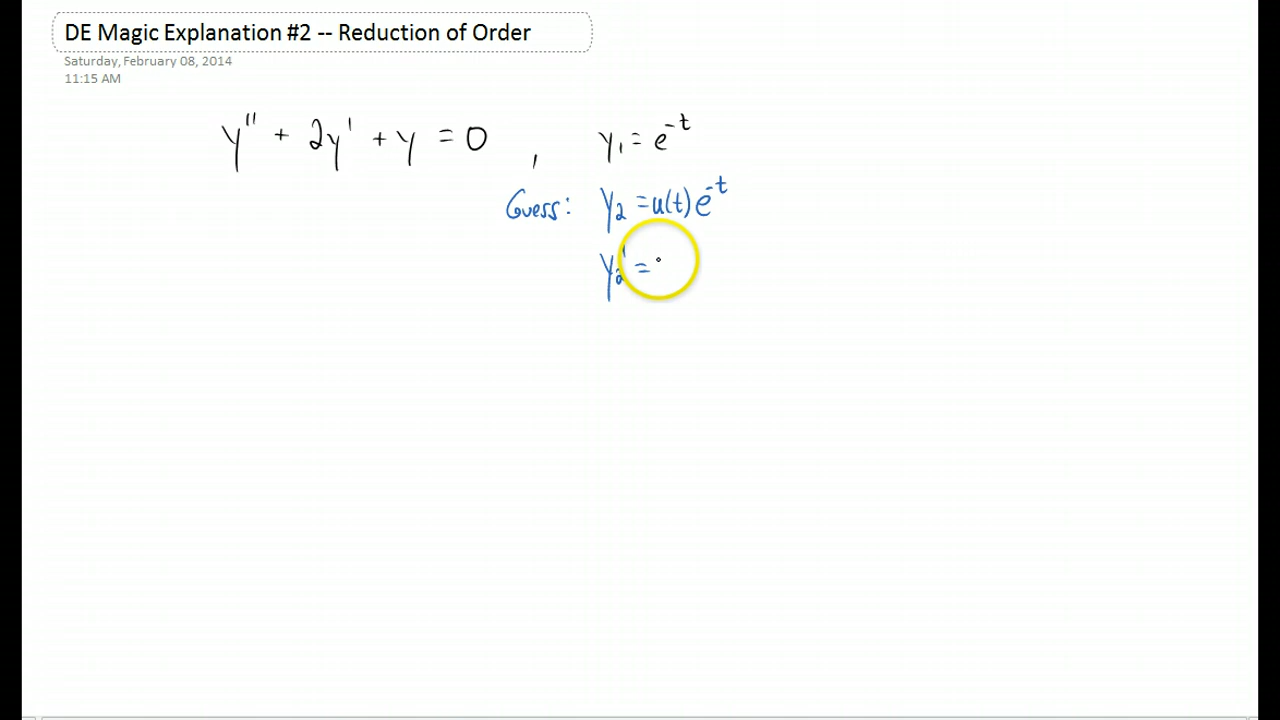 DE Magic Explanation #2 -- Reduction of Order
Saturday, February 08, 2014
11:15 AM
y'' + 2y' + y = 0 , y₁ = e⁻ᵗ
Guess: y₂ = u(t)e⁻ᵗ
y₂' =